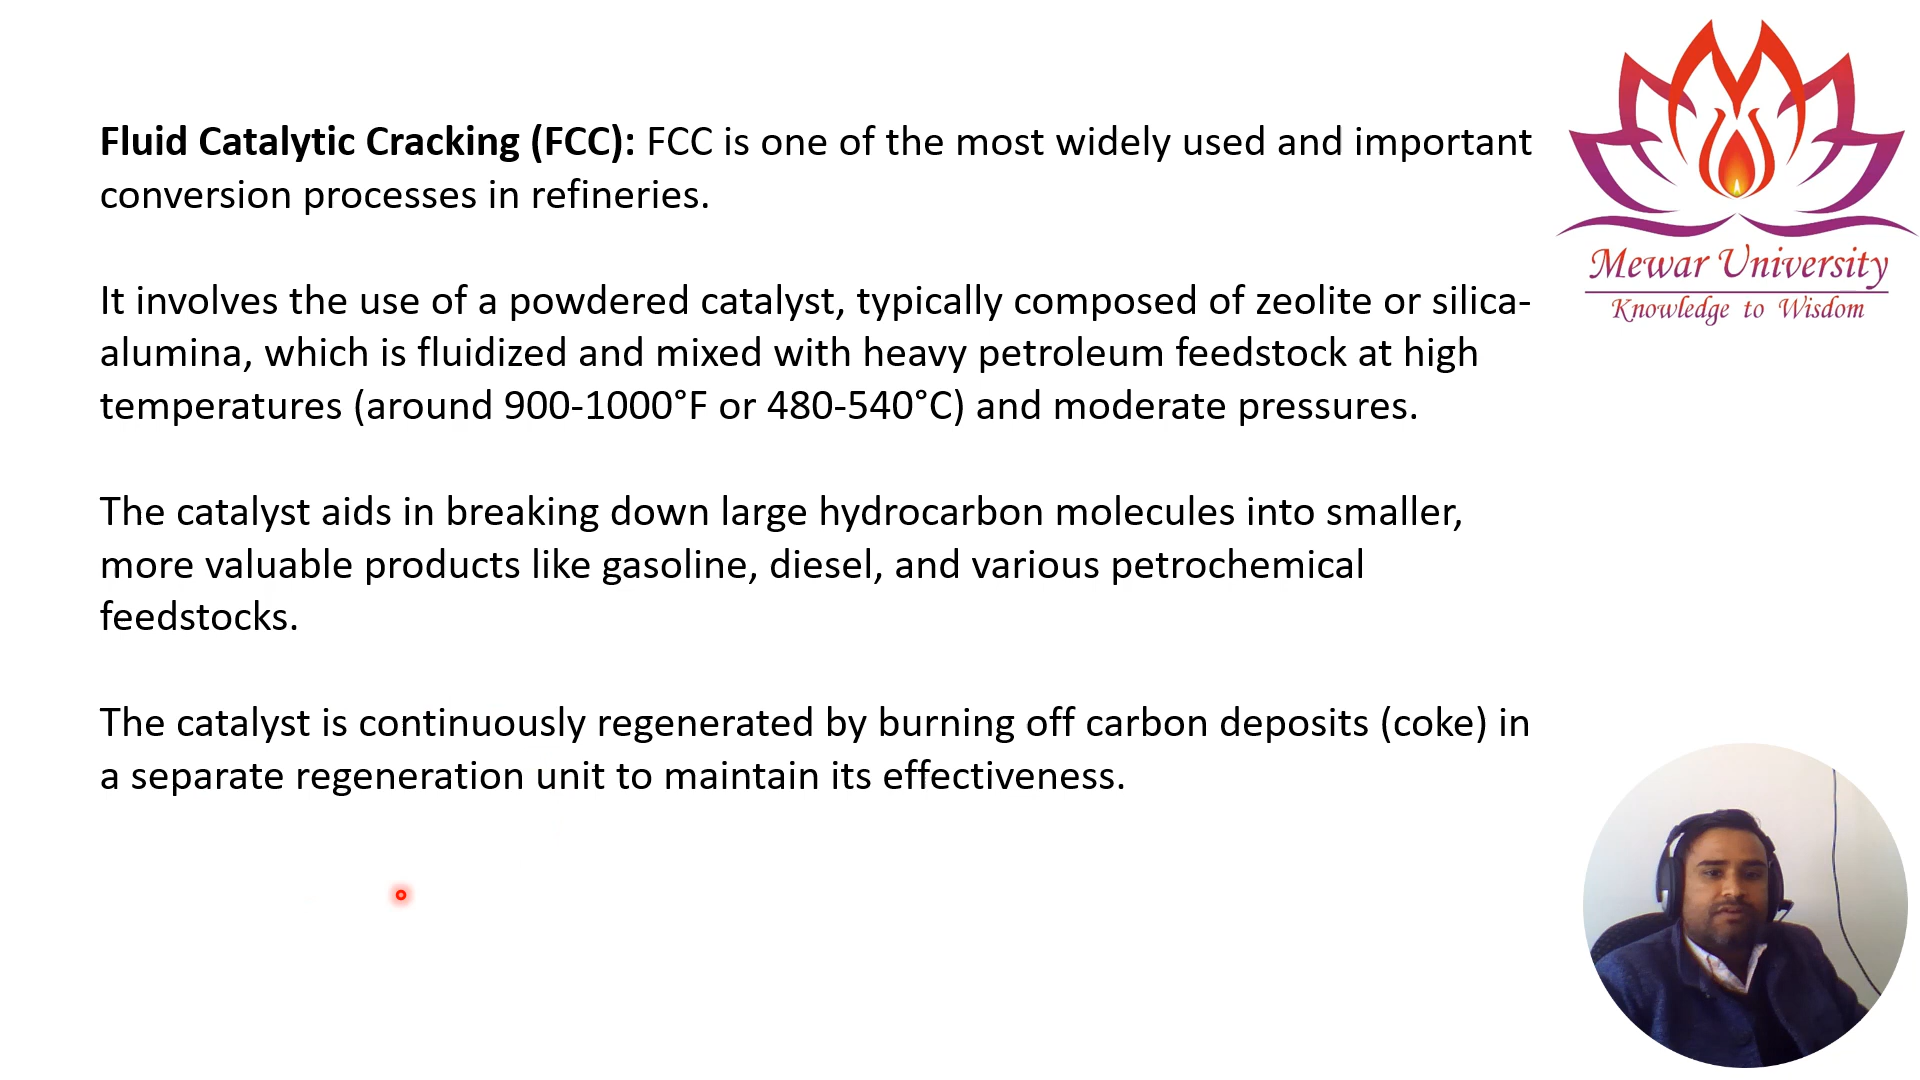 Fluid Catalytic Cracking (FCC): FCC is one of the most widely used and important
conversion processes in refineries.
It involves the use of a powdered catalyst, typically composed of zeolite or silica-
alumina, which is fluidized and mixed with heavy petroleum feedstock at high
temperatures (around 900-1000°F or 480-540°C) and moderate pressures.
The catalyst aids in breaking down large hydrocarbon molecules into smaller,
more valuable products like gasoline, diesel, and various petrochemical
feedstocks.
The catalyst is continuously regenerated by burning off carbon deposits (coke) in
a separate regeneration unit to maintain its effectiveness.
Mewar University
Knowledge to Wisdom